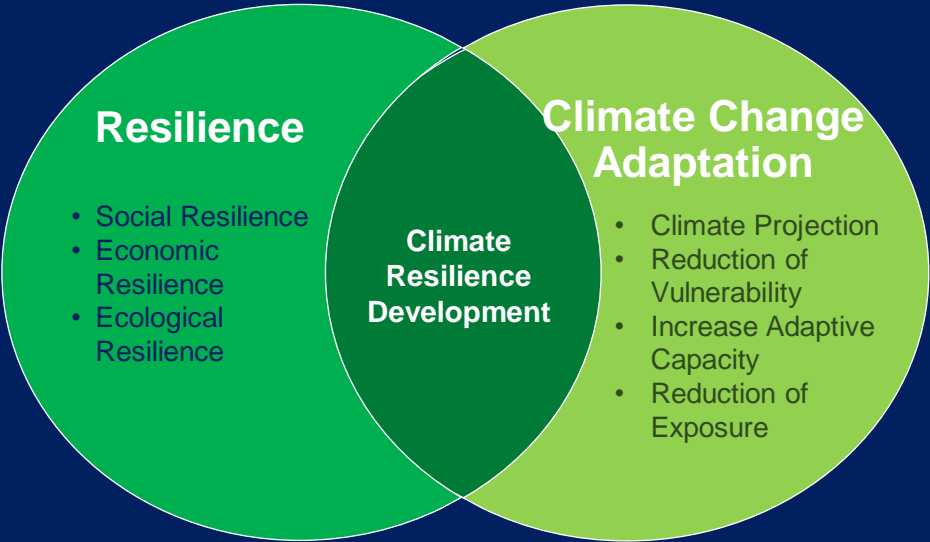 Resilience
• Social Resilience
• Economic
Resilience
• Ecological
Resilience
Climate
Resilience
Development
Climate Change
Adaptation
• Climate Projection
• Reduction of
Vulnerability
• Increase Adaptive
Capacity
• Reduction of
Exposure